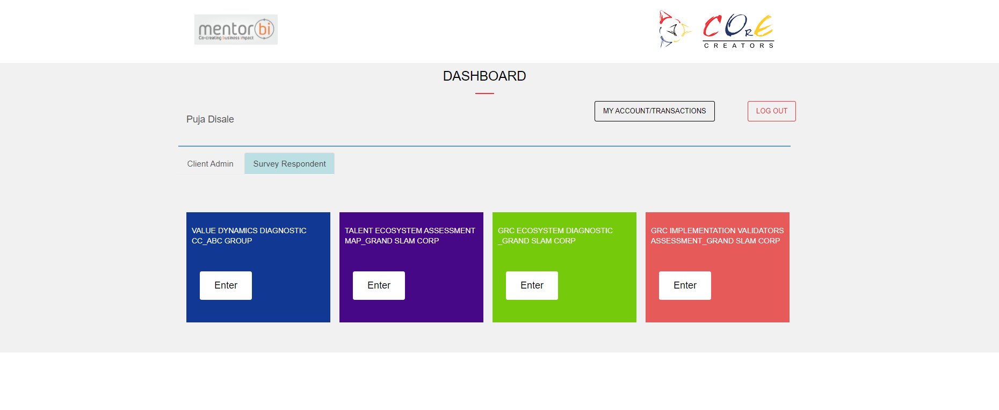 mentor bi
Co-creating business impact
COrE
CREATORS
DASHBOARD
Puja Disale
MY ACCOUNT/TRANSACTIONS
LOG OUT
Client Admin
Survey Respondent
VALUE DYNAMICS DIAGNOSTIC
CC_ABC GROUP
Enter
TALENT ECOSYSTEM ASSESSMENT
MAP_GRAND SLAM CORP
Enter
GRC ECOSYSTEM DIAGNOSTIC
_GRAND SLAM CORP
Enter
GRC IMPLEMENTATION VALIDATORS
ASSESSMENT_GRAND SLAM CORP
Enter